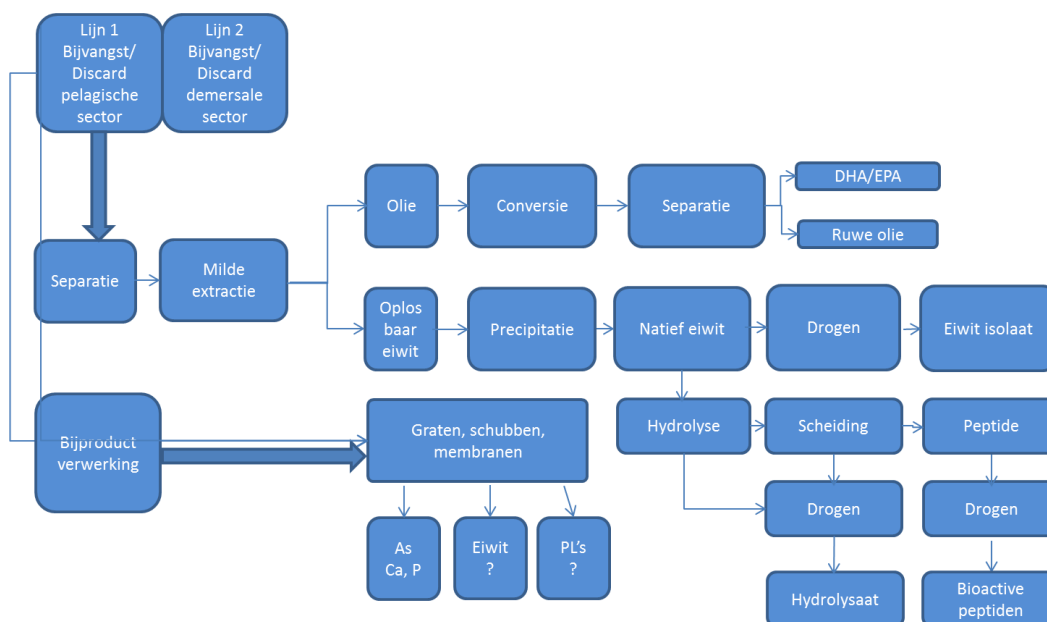 Lijn 1
Bijvangst/
Discard
pelagische
sector
Lijn 2
Bijvangst/
Discard
demersale
sector
Olie
Conversie
Separatie
DHA/EPA
Ruwe olie
Separatie
Milde
extractie
Oplos
baar
eiwit
Precipitatie
Natief eiwit
Drogen
Eiwit isolaat
Bijproduct
verwerking
Graten, schubben,
membranen
Hydrolyse
Scheiding
Peptide
Drogen
Drogen
As
Ca, P
Eiwit
?
PL's
?
Hydrolysaat
Bioactive
peptiden